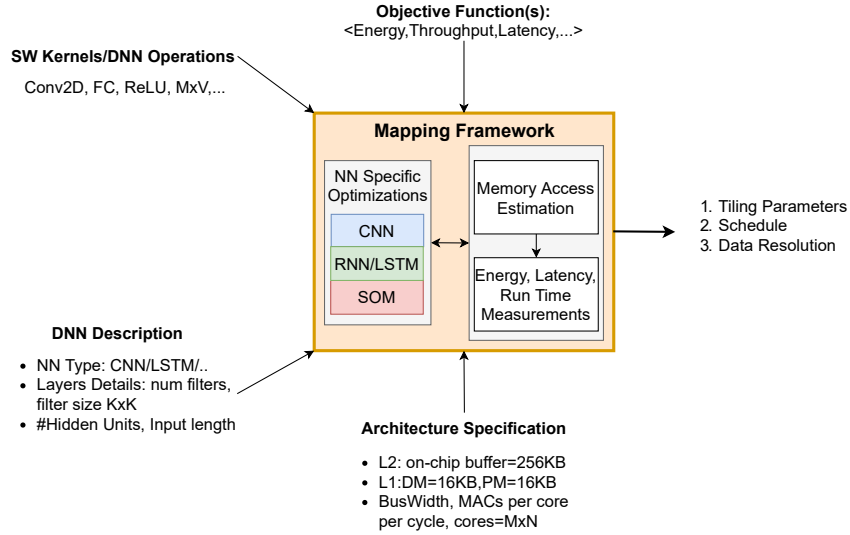 Objective Function(s):
<Energy,Throughput,Latency,...>
SW Kernels/DNN Operations
Conv2D, FC, ReLU, MxV,...
Mapping Framework
NN Specific
Optimizations
CNN
RNN/LSTM
SOM
Memory Access
Estimation
Energy, Latency,
Run Time
Measurements
1. Tiling Parameters
2. Schedule
3. Data Resolution
DNN Description
• NN Type: CNN/LSTM/..
• Layers Details: num filters,
filter size KxK
• #Hidden Units, Input length
Architecture Specification
• L2: on-chip buffer=256KB
• L1:DM=16KB,PM=16KB
• BusWidth, MACs per core
per cycle, cores=MxN